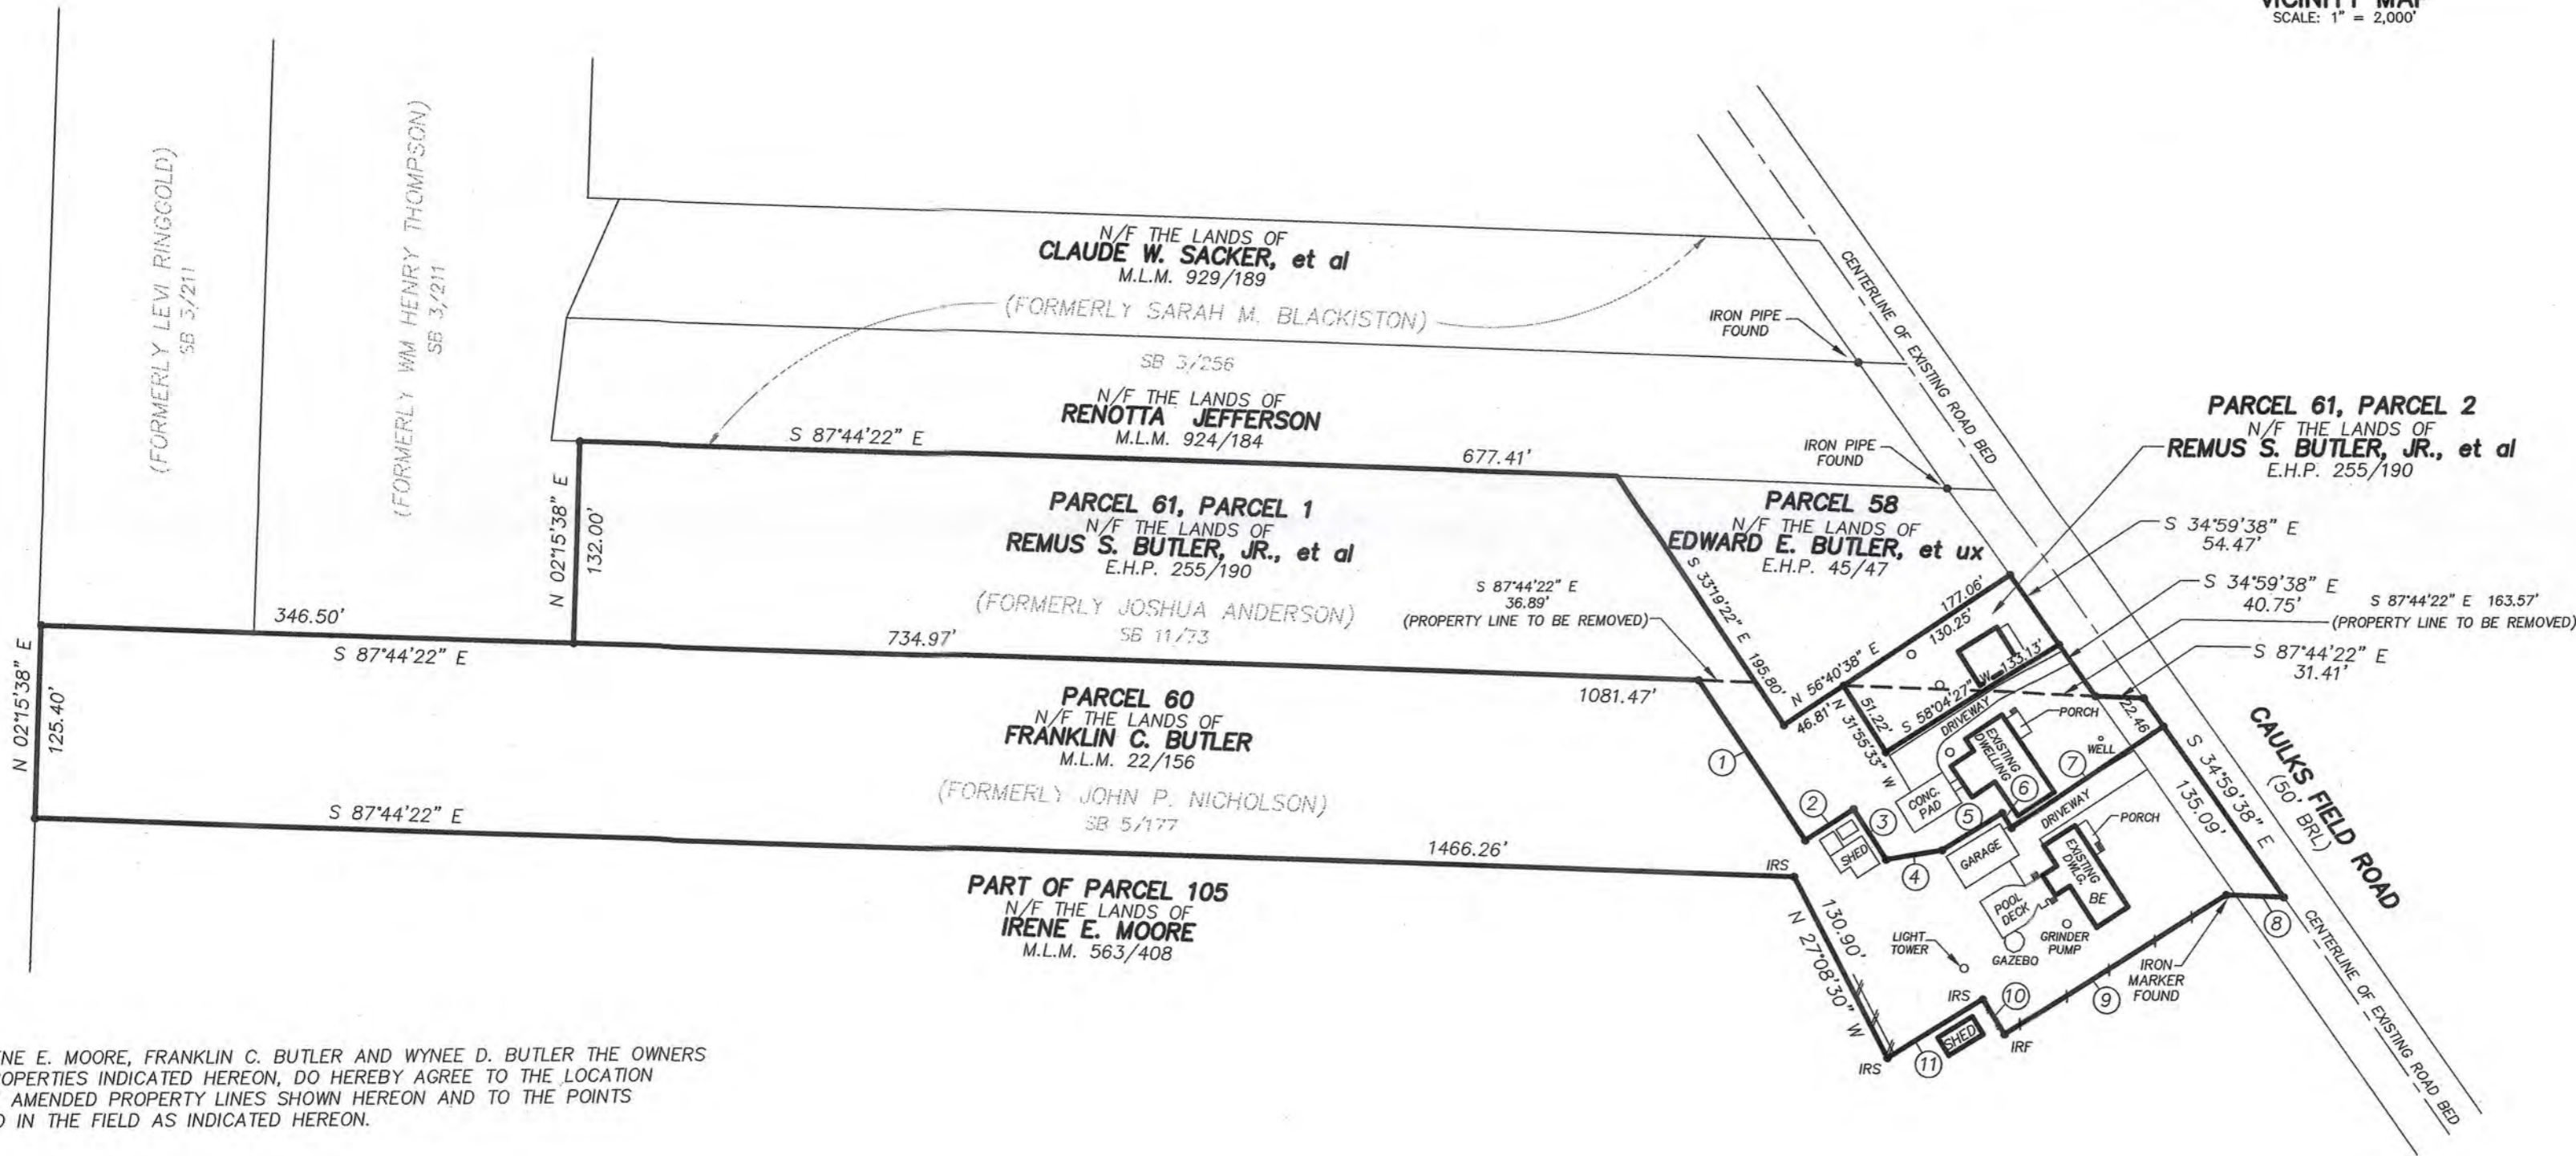 VICINITY MAP
SCALE: 1" = 2,000'
(FORMERLY LEVI RINGGOLD)
SB 3/211
(FORMERLY WM HENRY THOMPSON)
SB 3/211
N/F THE LANDS OF
CLAUDE W. SACKER, et al
M.L.M. 929/189
(FORMERLY SARAH M. BLACKISTON)
SB 3/256
N/F THE LANDS OF
RENOTTA JEFFERSON
M.L.M. 924/184
S 87°44'22" E
677.41'
IRON PIPE
FOUND
IRON PIPE
FOUND
CENTERLINE OF EXISTING ROAD BED
PARCEL 61, PARCEL 2
N/F THE LANDS OF
REMUS S. BUTLER, JR., et al
E.H.P. 255/190
PARCEL 58
N/F THE LANDS OF
EDWARD E. BUTLER, et ux
E.H.P. 45/47
N 02°15'38" E
132.00'
PARCEL 61, PARCEL 1
N/F THE LANDS OF
REMUS S. BUTLER, JR., et al
E.H.P. 255/190
(FORMERLY JOSHUA ANDERSON)
SB 11/73
S 87°44'22" E
36.89'
(PROPERTY LINE TO BE REMOVED)
S 33°19'22" E 195.80'
S 34°59'38" E
54.47'
S 34°59'38" E
40.75'
S 87°44'22" E 163.57'
(PROPERTY LINE TO BE REMOVED)
S 87°44'22" E
31.41'
177.06'
130.25'
N 56°40'38" E
46.81'
S 58°04'27" W 133.13'
51.22'
N 31°55'33" W
22.46
346.50'
S 87°44'22" E
734.97'
1081.47'
N 02°15'38" E
125.40'
PARCEL 60
N/F THE LANDS OF
FRANKLIN C. BUTLER
M.L.M. 22/156
(FORMERLY JOHN P. NICHOLSON)
SB 5/177
S 87°44'22" E
1466.26'
PART OF PARCEL 105
N/F THE LANDS OF
IRENE E. MOORE
M.L.M. 563/408
1
2
3
4
5
6
7
8
9
10
11
DRIVEWAY
PORCH
EXISTING
DWELLING
WELL
CONC.
PAD
SHED
GARAGE
DRIVEWAY
PORCH
EXISTING
DWLG.
BE
POOL
DECK
GAZEBO
GRINDER
PUMP
LIGHT
TOWER
IRON
MARKER
FOUND
S 34°59'38" E
135.09'
CAULKS FIELD ROAD
(50' BRL)
CENTERLINE OF EXISTING ROAD BED
IRS
130.90'
N 27°08'30" W
IRS
IRS
IRF
SHED
NE E. MOORE, FRANKLIN C. BUTLER AND WYNEE D. BUTLER THE OWNERS
OPERTIES INDICATED HEREON, DO HEREBY AGREE TO THE LOCATION
AMENDED PROPERTY LINES SHOWN HEREON AND TO THE POINTS
D IN THE FIELD AS INDICATED HEREON.